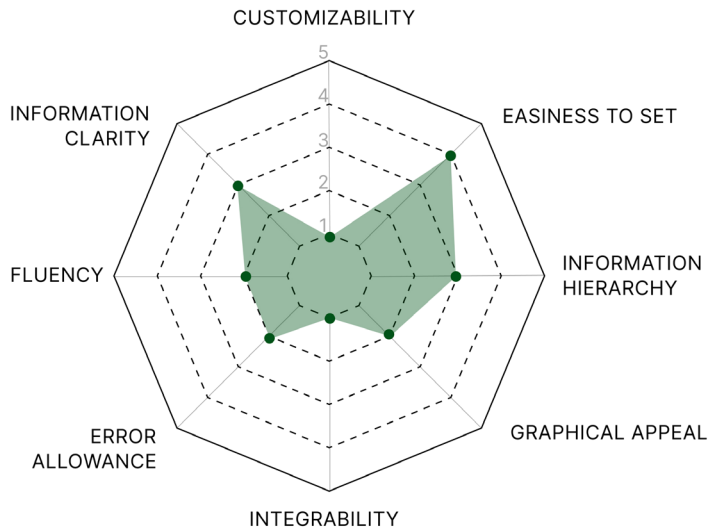 CUSTOMIZABILITY
5
4
3
2
1
EASINESS TO SET
INFORMATION
HIERARCHY
GRAPHICAL APPEAL
INTEGRABILITY
ERROR
ALLOWANCE
FLUENCY
INFORMATION
CLARITY